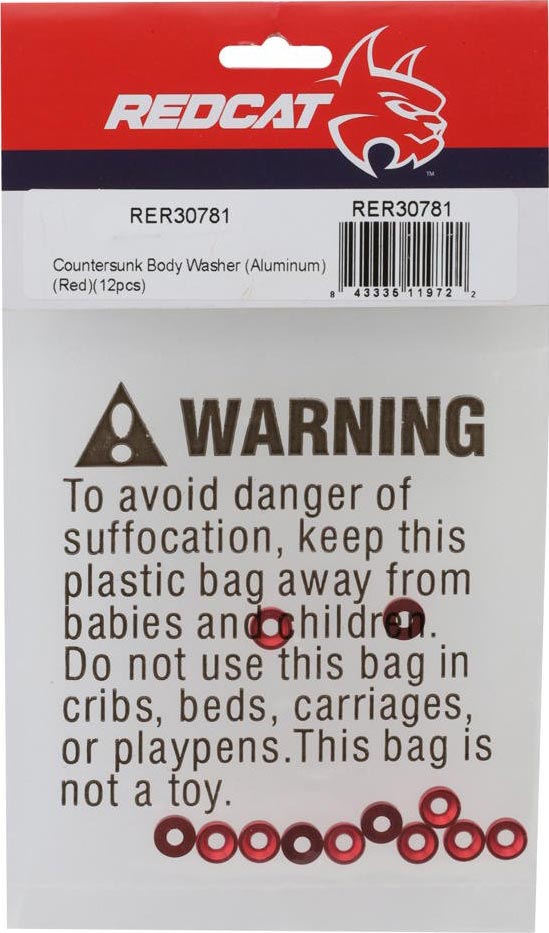 REDCAT
TM
RER30781
RER30781
Countersunk Body Washer (Aluminum)
(Red)(12pcs)
8 43335 11972 2
WARNING
To avoid danger of
suffocation, keep this
plastic bag away from
babies and children.
Do not use this bag in
cribs, beds, carriages,
or playpens.This bag is
not a toy.